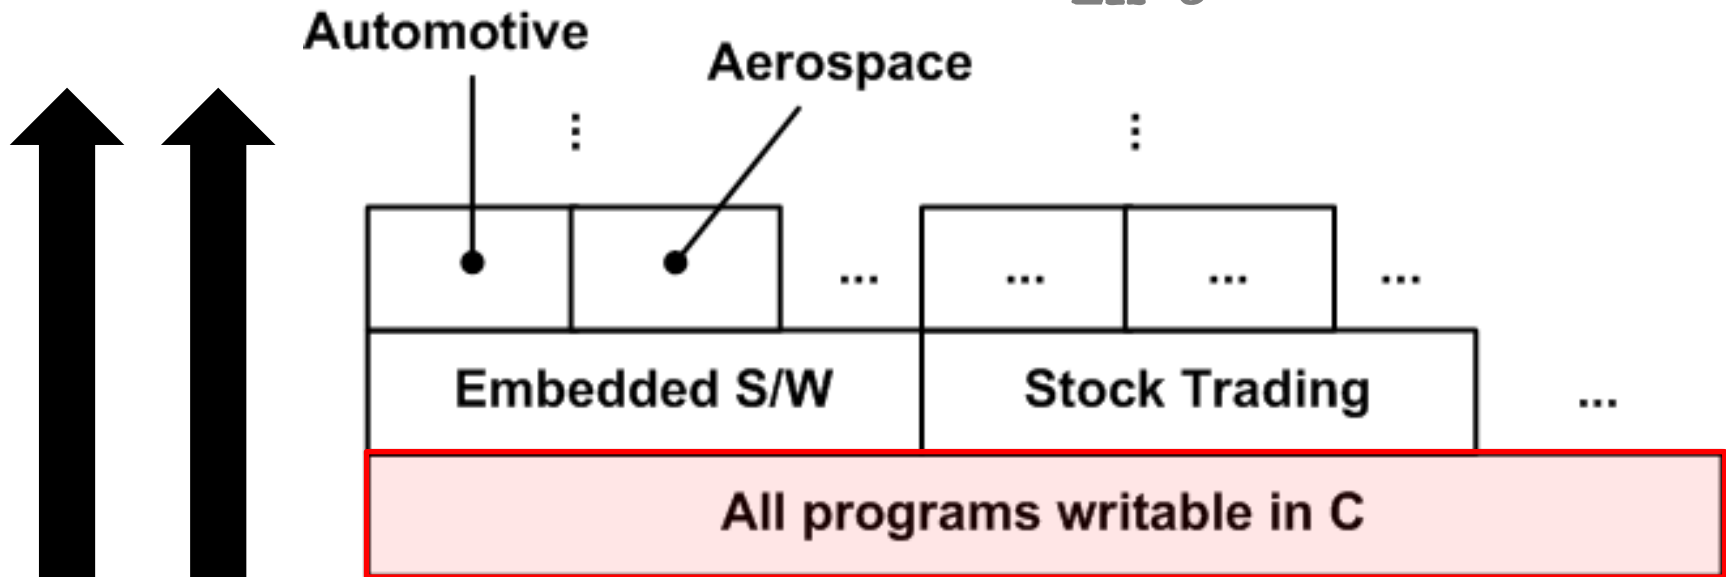 Automotive
Aerospace
⋮ ⋮
... ... ... ...
Embedded S/W Stock Trading ...
All programs writable in C